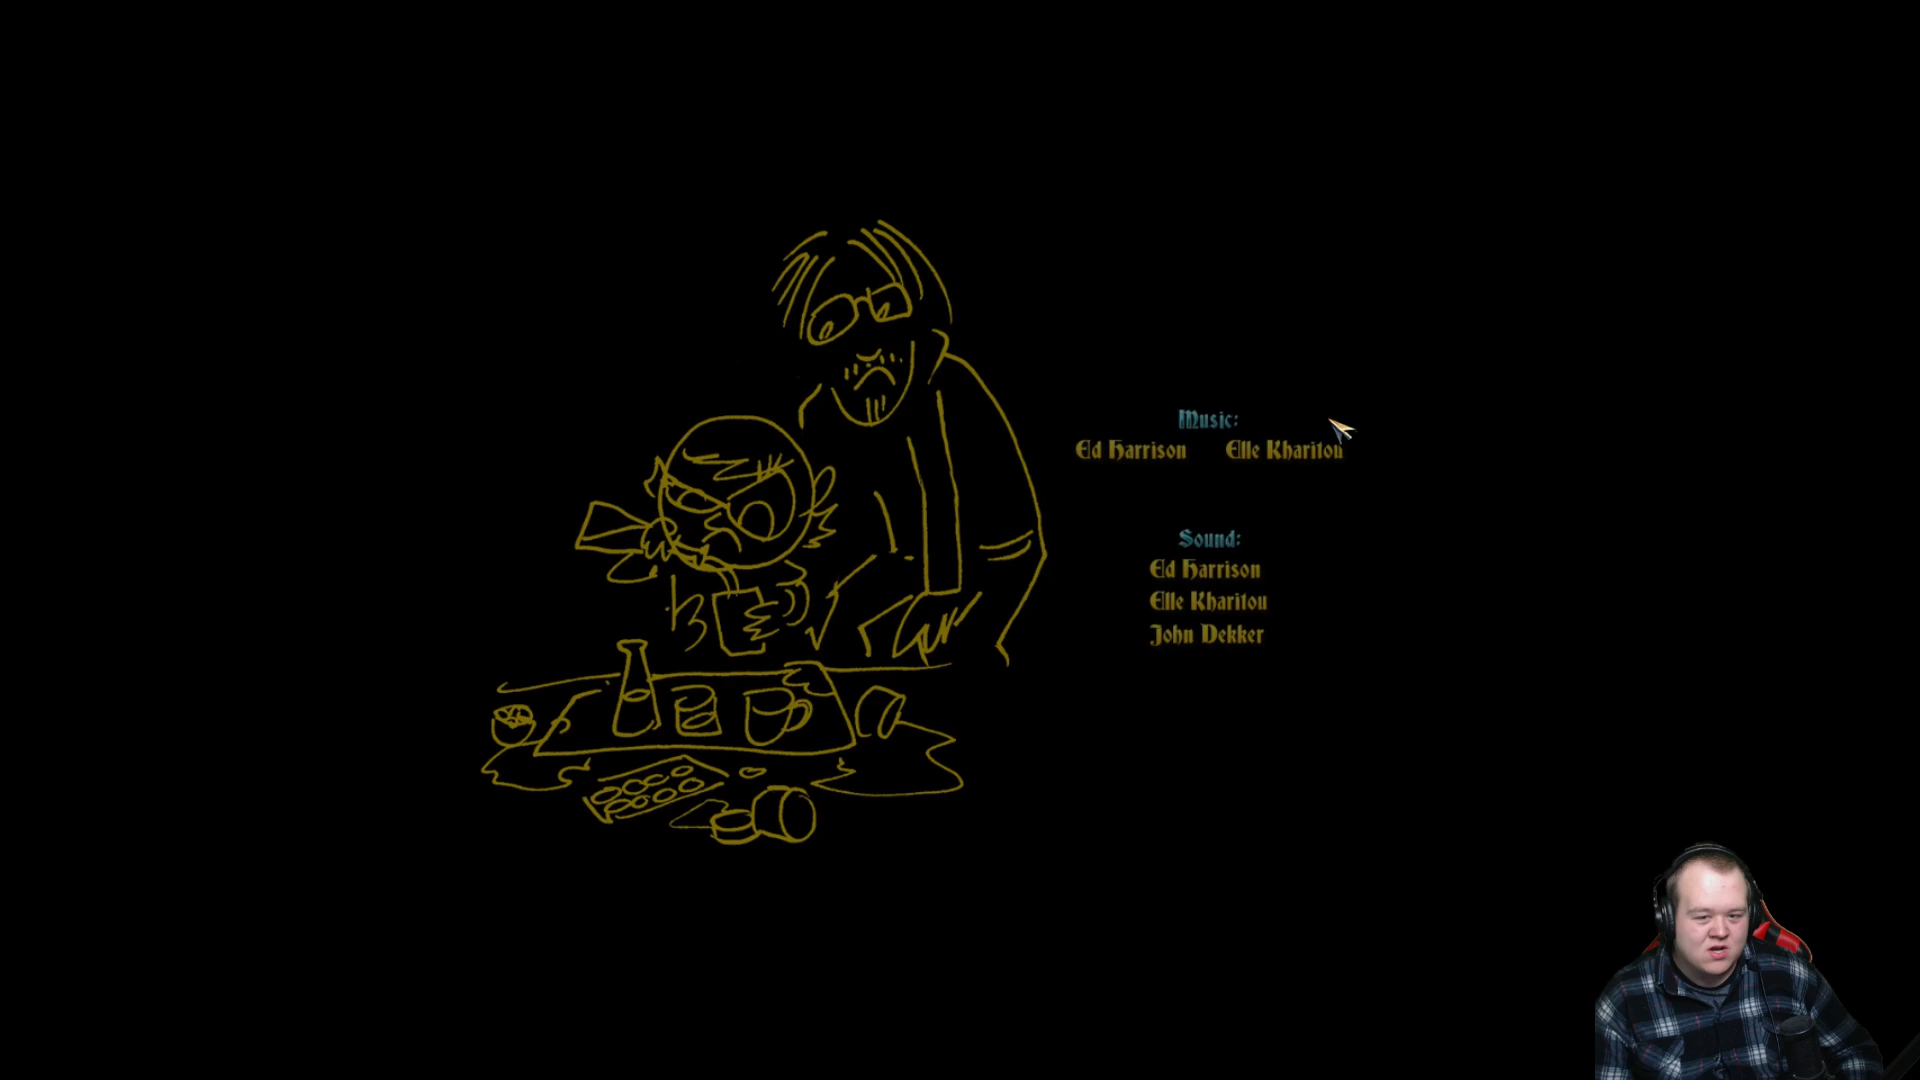 Music:
Ed Harrison Elle Kharitou
Sound:
Ed Harrison
Elle Kharitou
John Dekker